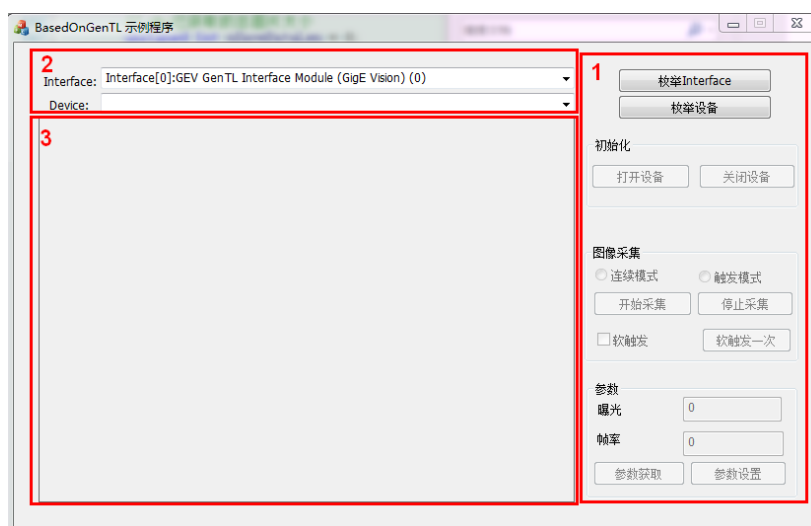 BasedOnGenTL 示例程序
2
Interface: Interface[0]:GEV GenTL Interface Module (GigE Vision) (0)
Device:
3
1
枚举Interface
枚举设备
初始化
打开设备 关闭设备
图像采集
连续模式 触发模式
开始采集 停止采集
软触发 软触发一次
参数
曝光 0
帧率 0
参数获取 参数设置